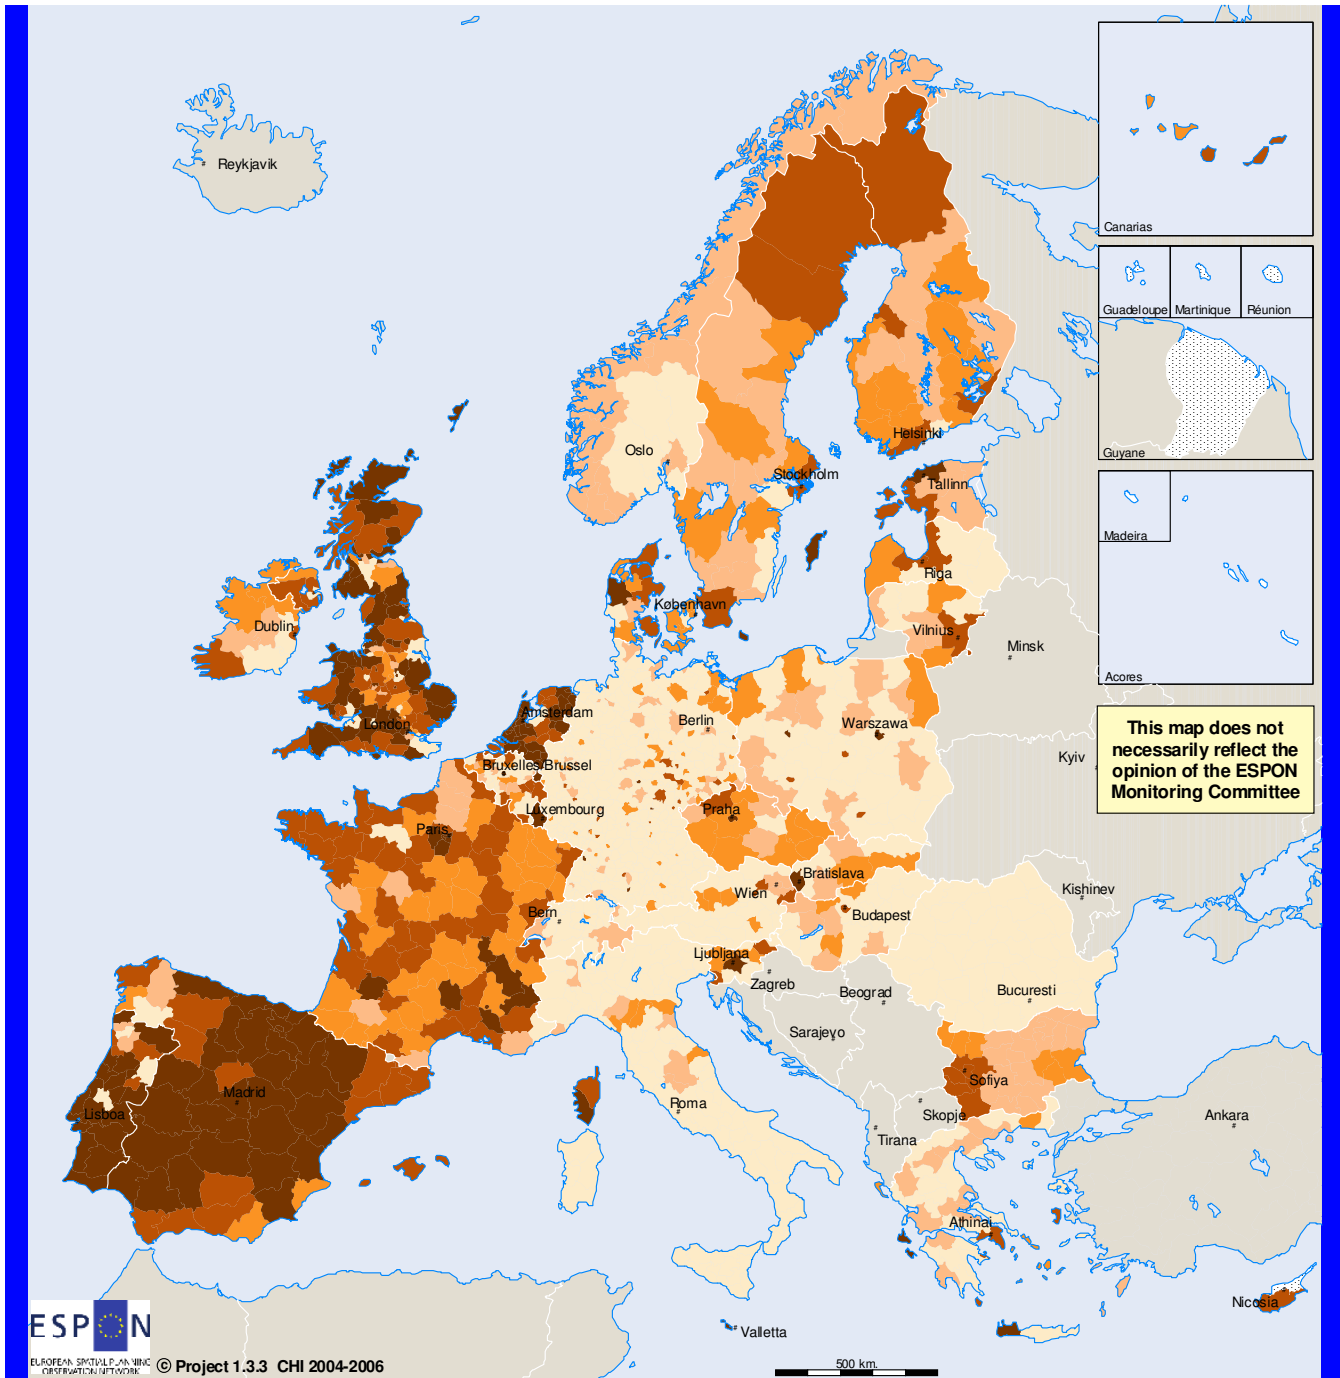 Reykjavik
Canarias
Guadeloupe
Martinique
Réunion
Guyane
Oslo
Helsinki
Stockholm
Tallinn
Madeira
Riga
København
Dublin
Vilnius
Minsk
Acores
London
Amsterdam
Berlin
Warszawa
This map does not
necessarily reflect the
opinion of the ESPON
Monitoring Committee
Kyiv
Bruxelles/Brussel
Luxembourg
Praha
Paris
Bratislava
Wien
Kishinev
Bern
Budapest
Ljubljana
Zagreb
Beograd
Bucuresti
Sarajevo
Sofiya
Madrid
Lisboa
Roma
Skopje
Ankara
Tirana
Athinai
Nicosia
Valletta
ESPON
EUROPEAN SPATIAL PLANNING
OBSERVATION NETWORK
© Project 1.3.3 CHI 2004-2006
500 km.